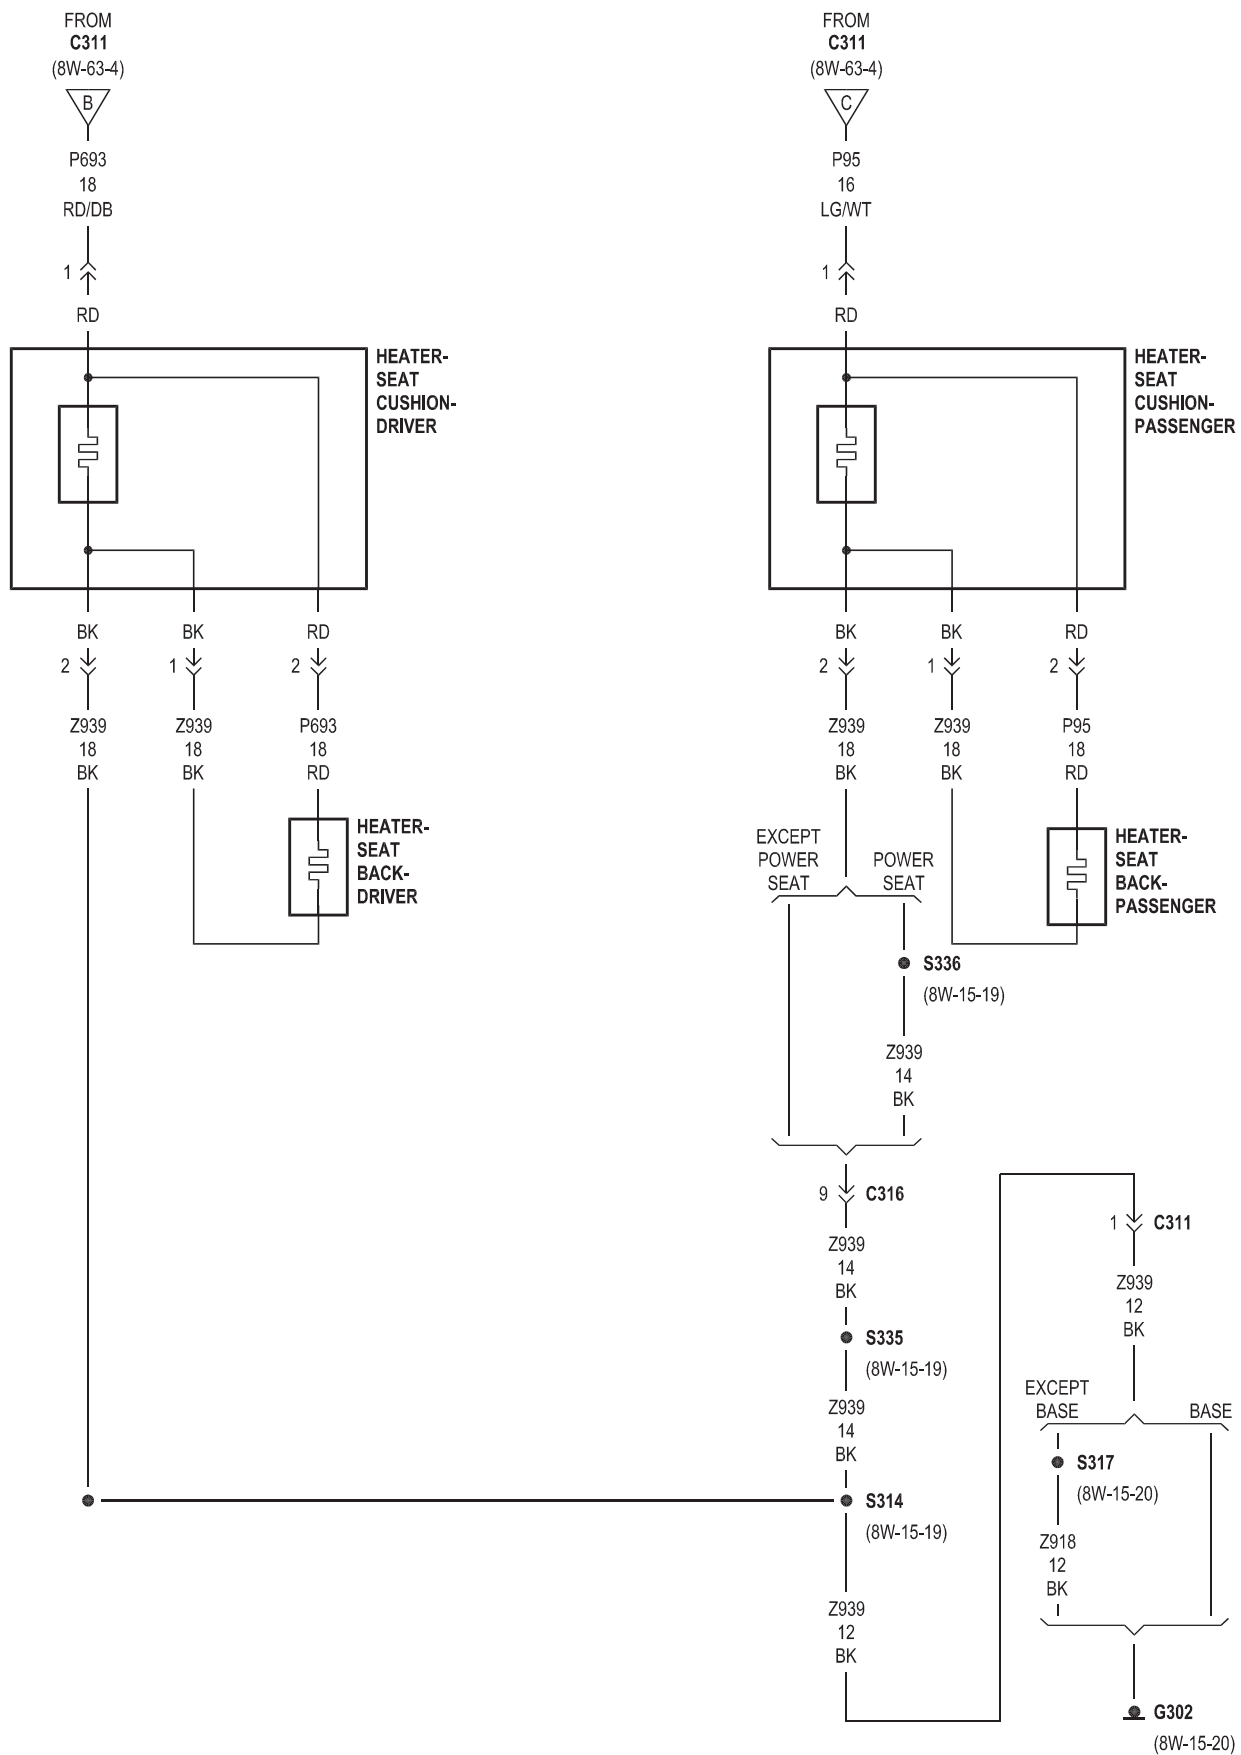 FROM
C311
(8W-63-4)
B
P693
18
RD/DB
1
RD
HEATER-
SEAT
CUSHION-
DRIVER
BK
BK
RD
2
1
2
Z939
18
BK
Z939
18
BK
P693
18
RD
HEATER-
SEAT
BACK-
DRIVER
FROM
C311
(8W-63-4)
C
P95
16
LG/WT
1
RD
HEATER-
SEAT
CUSHION-
PASSENGER
BK
BK
RD
2
1
2
Z939
18
BK
Z939
18
BK
P95
18
RD
HEATER-
SEAT
BACK-
PASSENGER
EXCEPT
POWER
SEAT
POWER
SEAT
S336
(8W-15-19)
Z939
14
BK
9
C316
Z939
14
BK
S335
(8W-15-19)
Z939
14
BK
S314
(8W-15-19)
Z939
12
BK
1
C311
Z939
12
BK
EXCEPT
BASE
BASE
S317
(8W-15-20)
Z918
12
BK
G302
(8W-15-20)